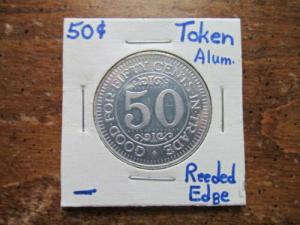 50¢
Token
Alum.
GOOD FOR FIFTY CENTS IN TRADE
50
Reeded
Edge